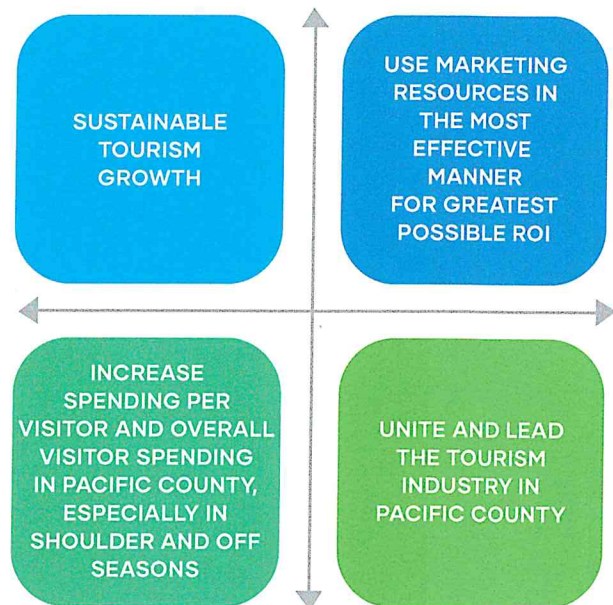 SUSTAINABLE
TOURISM
GROWTH
USE MARKETING
RESOURCES IN
THE MOST
EFFECTIVE
MANNER
FOR GREATEST
POSSIBLE ROI
INCREASE
SPENDING PER
VISITOR AND OVERALL
VISITOR SPENDING
IN PACIFIC COUNTY,
ESPECIALLY IN
SHOULDER AND OFF
SEASONS
UNITE AND LEAD
THE TOURISM
INDUSTRY IN
PACIFIC COUNTY